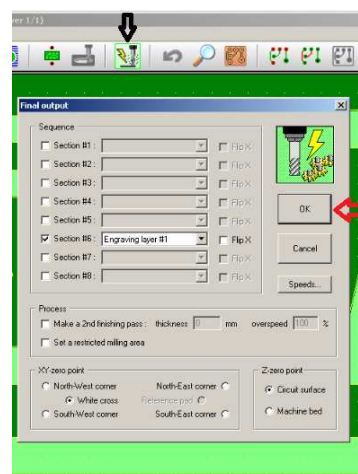 er 1/1)
Final output
Sequence
Section #1 :
Flip X
Section #2 :
Flip X
Section #3 :
Flip X
Section #4 :
Flip X
Section #5 :
Flip X
Section #6 : Engraving layer #1
Flip X
Section #7 :
Flip X
Section #8 :
Flip X
OK
Cancel
Speeds...
Process
Make a 2nd finishing pass : thickness 0 mm overspeed 100 %
Set a restricted milling area
XY-zero point
North-West corner North-East corner
White cross Reference pad
South-West corner South-East corner
Z-zero point
Circuit surface
Machine bed